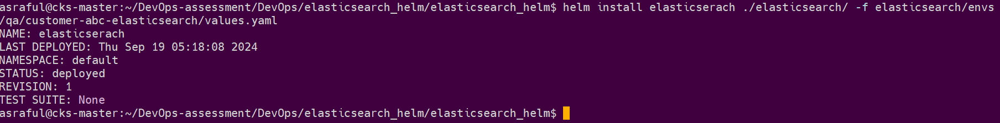 asraful@cks-master:~/DevOps-assessment/DevOps/elasticsearch_helm/elasticsearch_helm$ helm install elasticserach ./elasticsearch/ -f elasticsearch/envs
/qa/customer-abc-elasticsearch/values.yaml
NAME: elasticserach
LAST DEPLOYED: Thu Sep 19 05:18:08 2024
NAMESPACE: default
STATUS: deployed
REVISION: 1
TEST SUITE: None
asraful@cks-master:~/DevOps-assessment/DevOps/elasticsearch_helm/elasticsearch_helm$